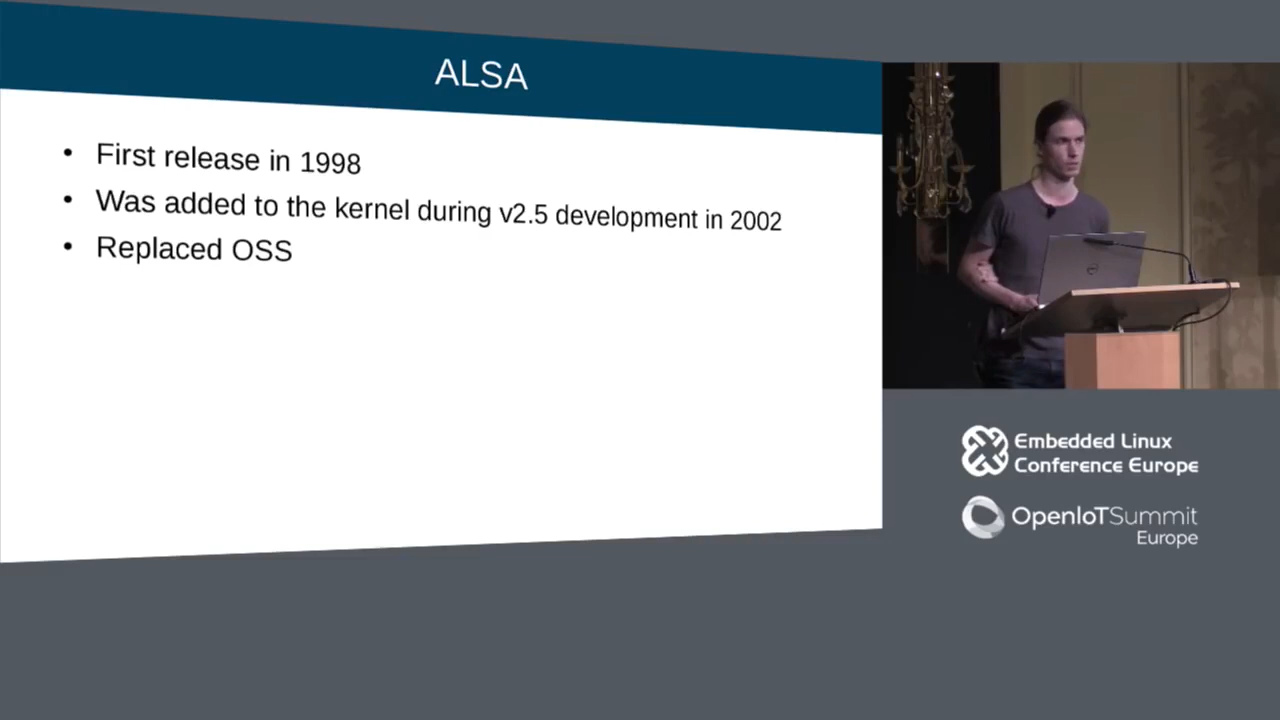 ALSA
• First release in 1998
• Was added to the kernel during v2.5 development in 2002
• Replaced OSS
Embedded Linux
Conference Europe
OpenIoTSummit
Europe